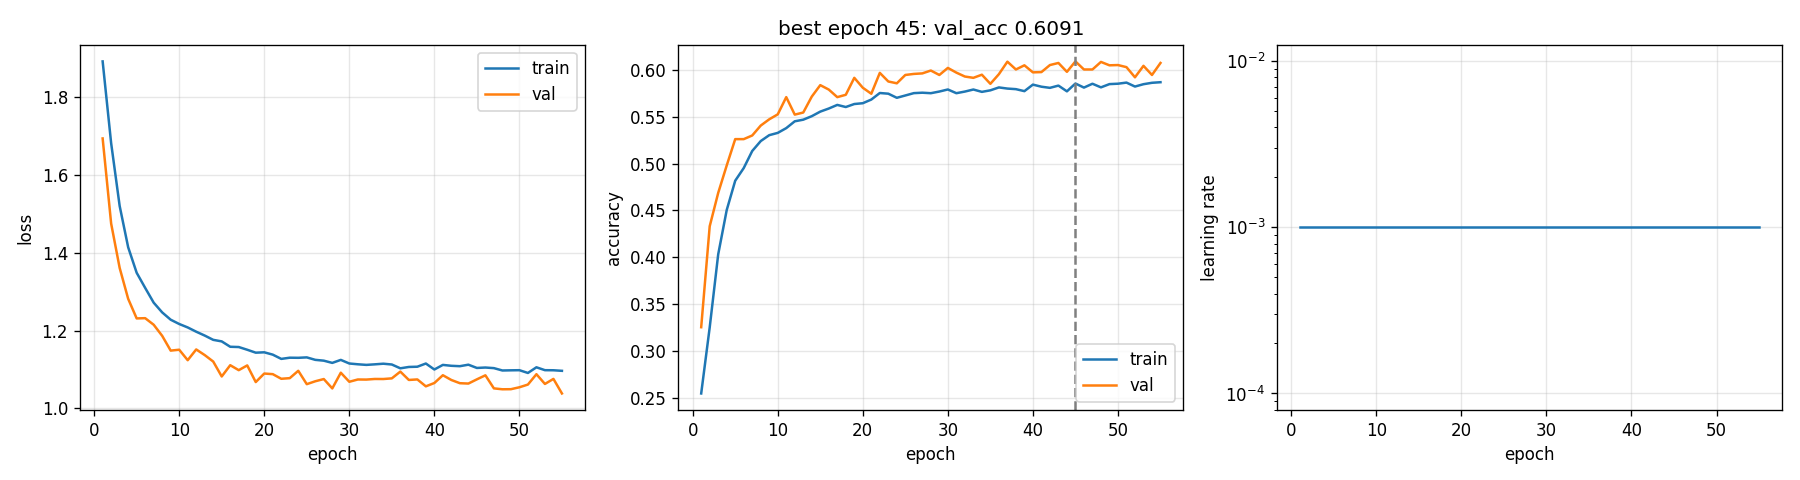 best epoch 45: val_acc 0.6091
loss
1.8
1.6
1.4
1.2
1.0
train
val
0 10 20 30 40 50
epoch
accuracy
0.60
0.55
0.50
0.45
0.40
0.35
0.30
0.25
train
val
0 10 20 30 40 50
epoch
learning rate
10⁻²
10⁻³
10⁻⁴
0 10 20 30 40 50
epoch